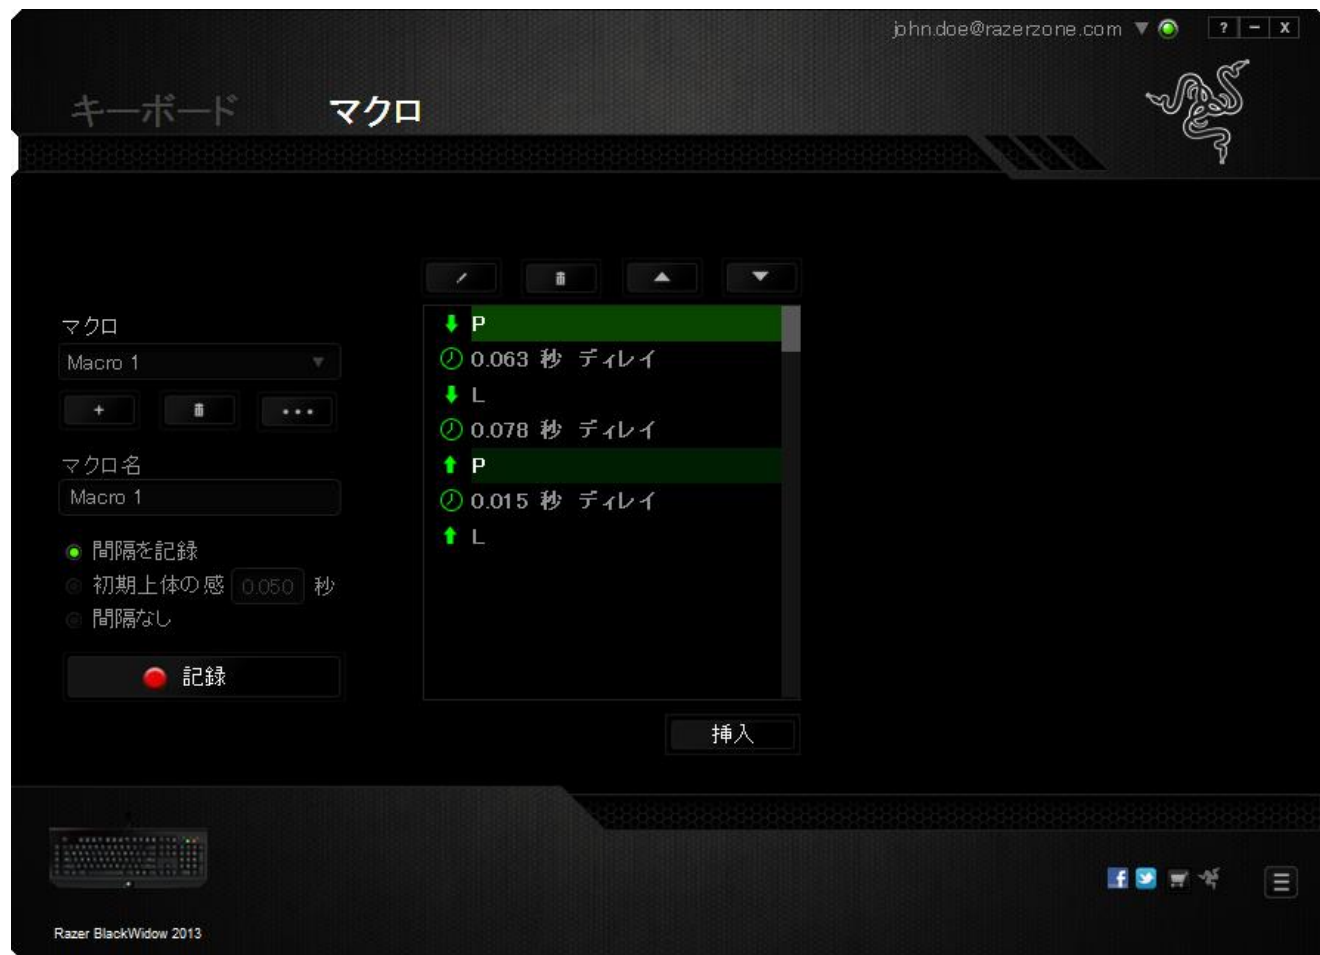 john.doe@razerzone.com
? − X
キーボード マクロ
マクロ
Macro 1
マクロ名
Macro 1
間隔を記録
初期上体の感 0.050 秒
間隔なし
記録
P
0.063 秒 ディレイ
L
0.078 秒 ディレイ
P
0.015 秒 ディレイ
L
挿入
Razer BlackWidow 2013